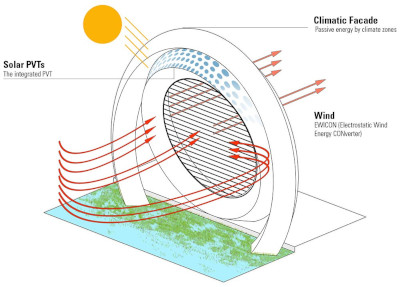 Climatic Facade
Passive energy by climate zones
Solar PVTs
The integrated PVT
Wind
EWICON (Electrostatic Wind
Energy CONverter)